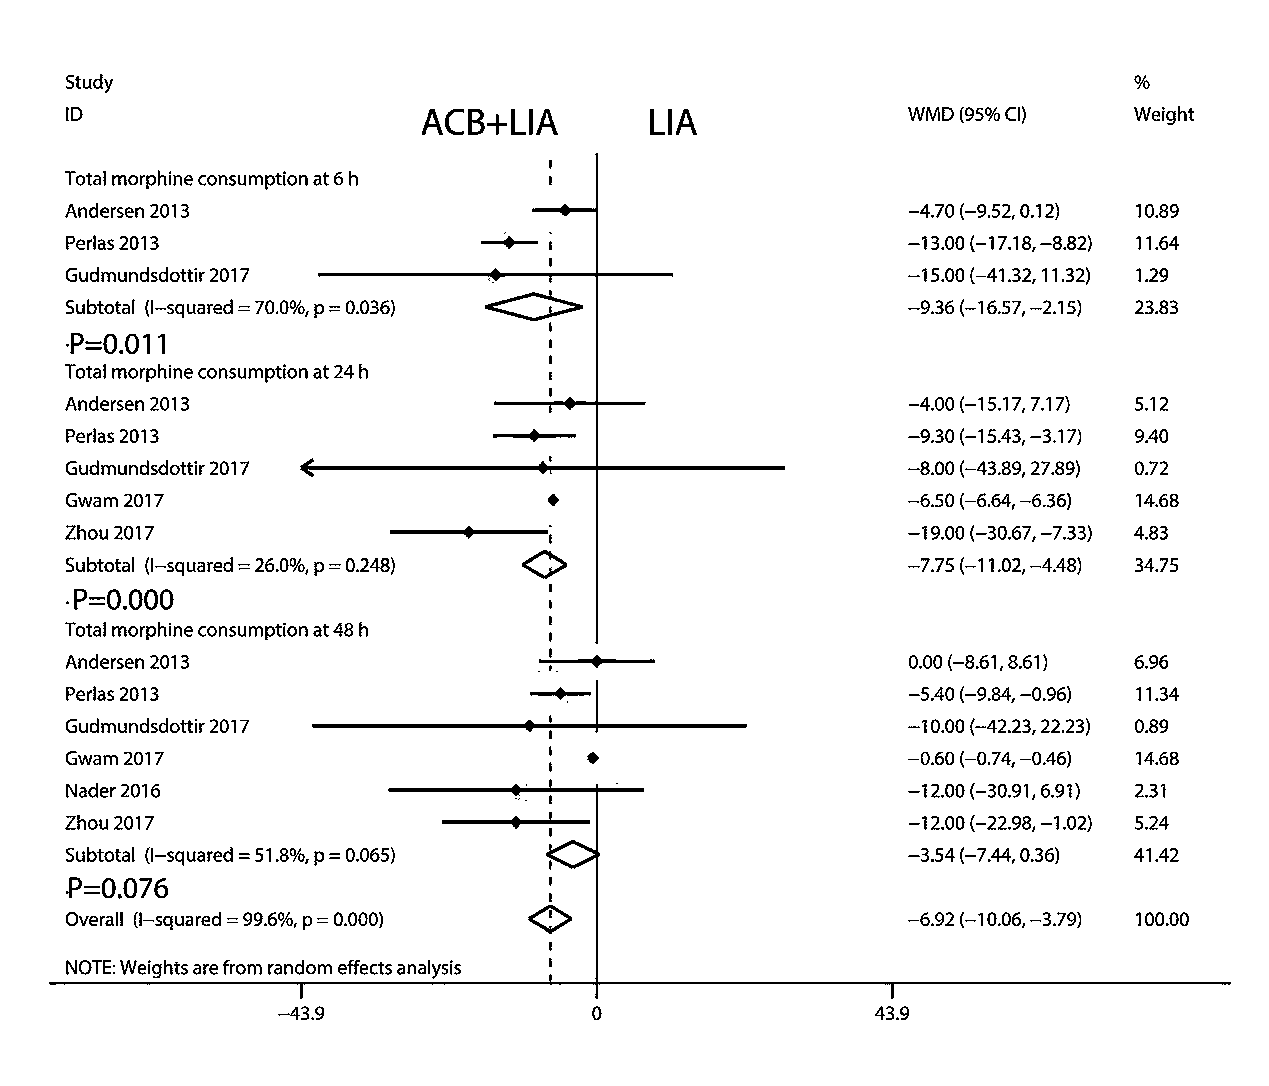 Study %
ID ACB+LIA LIA WMD (95% CI) Weight
Total morphine consumption at 6 h
Andersen 2013 −4.70 (−9.52, 0.12) 10.89
Perlas 2013 −13.00 (−17.18, −8.82) 11.64
Gudmundsdottir 2017 −15.00 (−41.32, 11.32) 1.29
Subtotal (I−squared = 70.0%, p = 0.036) −9.36 (−16.57, −2.15) 23.83
.P=0.011
Total morphine consumption at 24 h
Andersen 2013 −4.00 (−15.17, 7.17) 5.12
Perlas 2013 −9.30 (−15.43, −3.17) 9.40
Gudmundsdottir 2017 −8.00 (−43.89, 27.89) 0.72
Gwam 2017 −6.50 (−6.64, −6.36) 14.68
Zhou 2017 −19.00 (−30.67, −7.33) 4.83
Subtotal (I−squared = 26.0%, p = 0.248) −7.75 (−11.02, −4.48) 34.75
.P=0.000
Total morphine consumption at 48 h
Andersen 2013 0.00 (−8.61, 8.61) 6.96
Perlas 2013 −5.40 (−9.84, −0.96) 11.34
Gudmundsdottir 2017 −10.00 (−42.23, 22.23) 0.89
Gwam 2017 −0.60 (−0.74, −0.46) 14.68
Nader 2016 −12.00 (−30.91, 6.91) 2.31
Zhou 2017 −12.00 (−22.98, −1.02) 5.24
Subtotal (I−squared = 51.8%, p = 0.065) −3.54 (−7.44, 0.36) 41.42
.P=0.076
Overall (I−squared = 99.6%, p = 0.000) −6.92 (−10.06, −3.79) 100.00
NOTE: Weights are from random effects analysis
−43.9 0 43.9